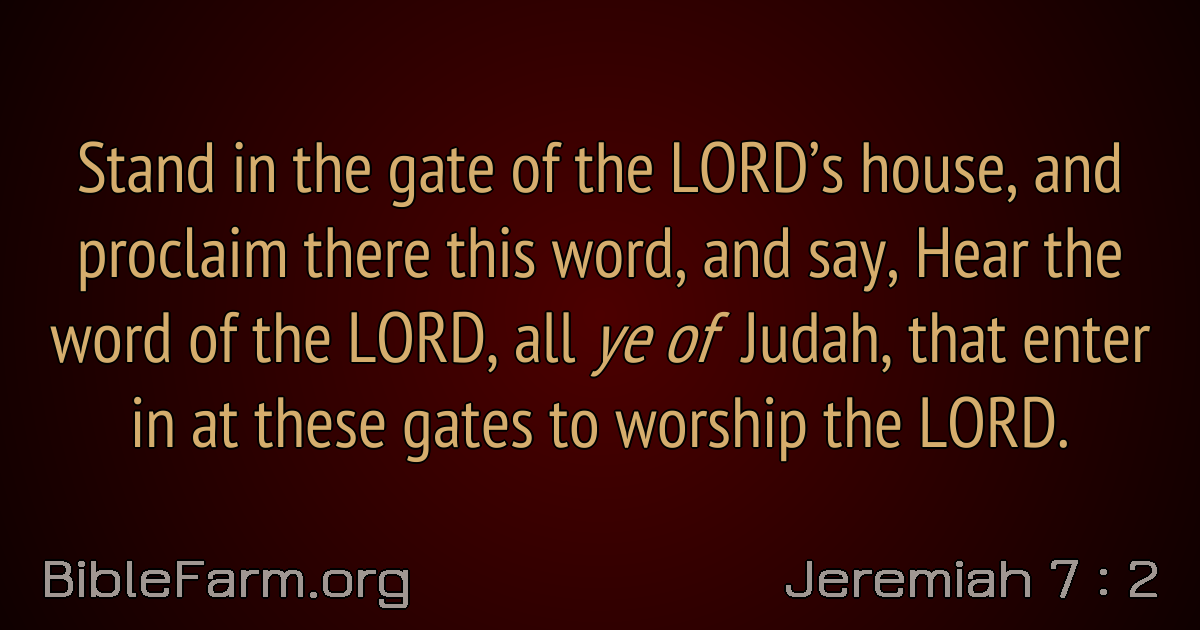 Stand in the gate of the LORD’s house, and
proclaim there this word, and say, Hear the
word of the LORD, all ye of Judah, that enter
in at these gates to worship the LORD.
BibleFarm.org
Jeremiah 7 : 2